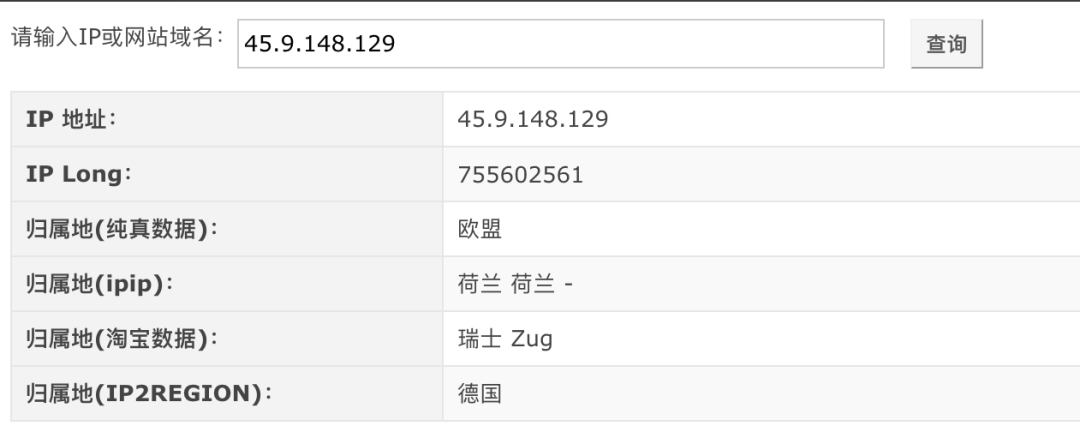 请输入IP或网站域名： 45.9.148.129 查询
IP 地址： 45.9.148.129
IP Long： 755602561
归属地(纯真数据)： 欧盟
归属地(ipip)： 荷兰 荷兰 -
归属地(淘宝数据)： 瑞士 Zug
归属地(IP2REGION)： 德国